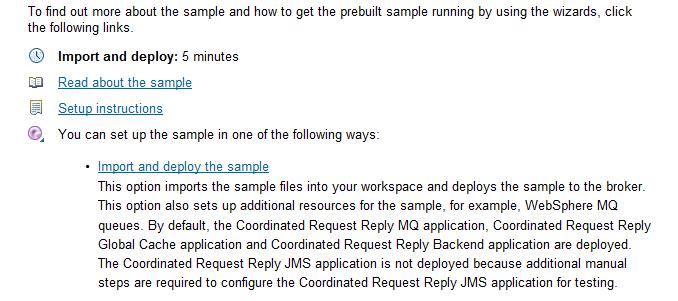 To find out more about the sample and how to get the prebuilt sample running by using the wizards, click
the following links.
Import and deploy: 5 minutes
Read about the sample
Setup instructions
You can set up the sample in one of the following ways:
• Import and deploy the sample
This option imports the sample files into your workspace and deploys the sample to the broker.
This option also sets up additional resources for the sample, for example, WebSphere MQ
queues. By default, the Coordinated Request Reply MQ application, Coordinated Request Reply
Global Cache application and Coordinated Request Reply Backend application are deployed.
The Coordinated Request Reply JMS application is not deployed because additional manual
steps are required to configure the Coordinated Request Reply JMS application for testing.